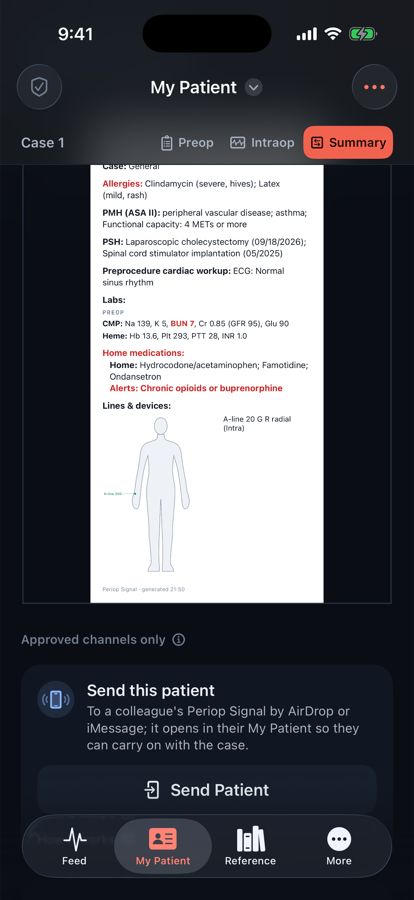 9:41
My Patient
Case 1
Preop
Intraop
Summary
Case: General
Allergies: Clindamycin (severe, hives); Latex
(mild, rash)
PMH (ASA II): peripheral vascular disease; asthma;
Functional capacity: 4 METs or more
PSH: Laparoscopic cholecystectomy (09/18/2026);
Spinal cord stimulator implantation (05/2025)
Preprocedure cardiac workup: ECG: Normal
sinus rhythm
Labs:
PREOP
CMP: Na 139, K 5, BUN 7, Cr 0.85 (GFR 95), Glu 90
Heme: Hb 13.6, Plt 293, PTT 28, INR 1.0
Home medications:
Home: Hydrocodone/acetaminophen; Famotidine;
Ondansetron
Alerts: Chronic opioids or buprenorphine
Lines & devices:
A-line 20 G R radial
(Intra)
A-line 20G
Periop Signal · generated 21:50
Approved channels only
Send this patient
To a colleague's Periop Signal by AirDrop or
iMessage; it opens in their My Patient so they
can carry on with the case.
Send Patient
Feed
My Patient
Reference
More